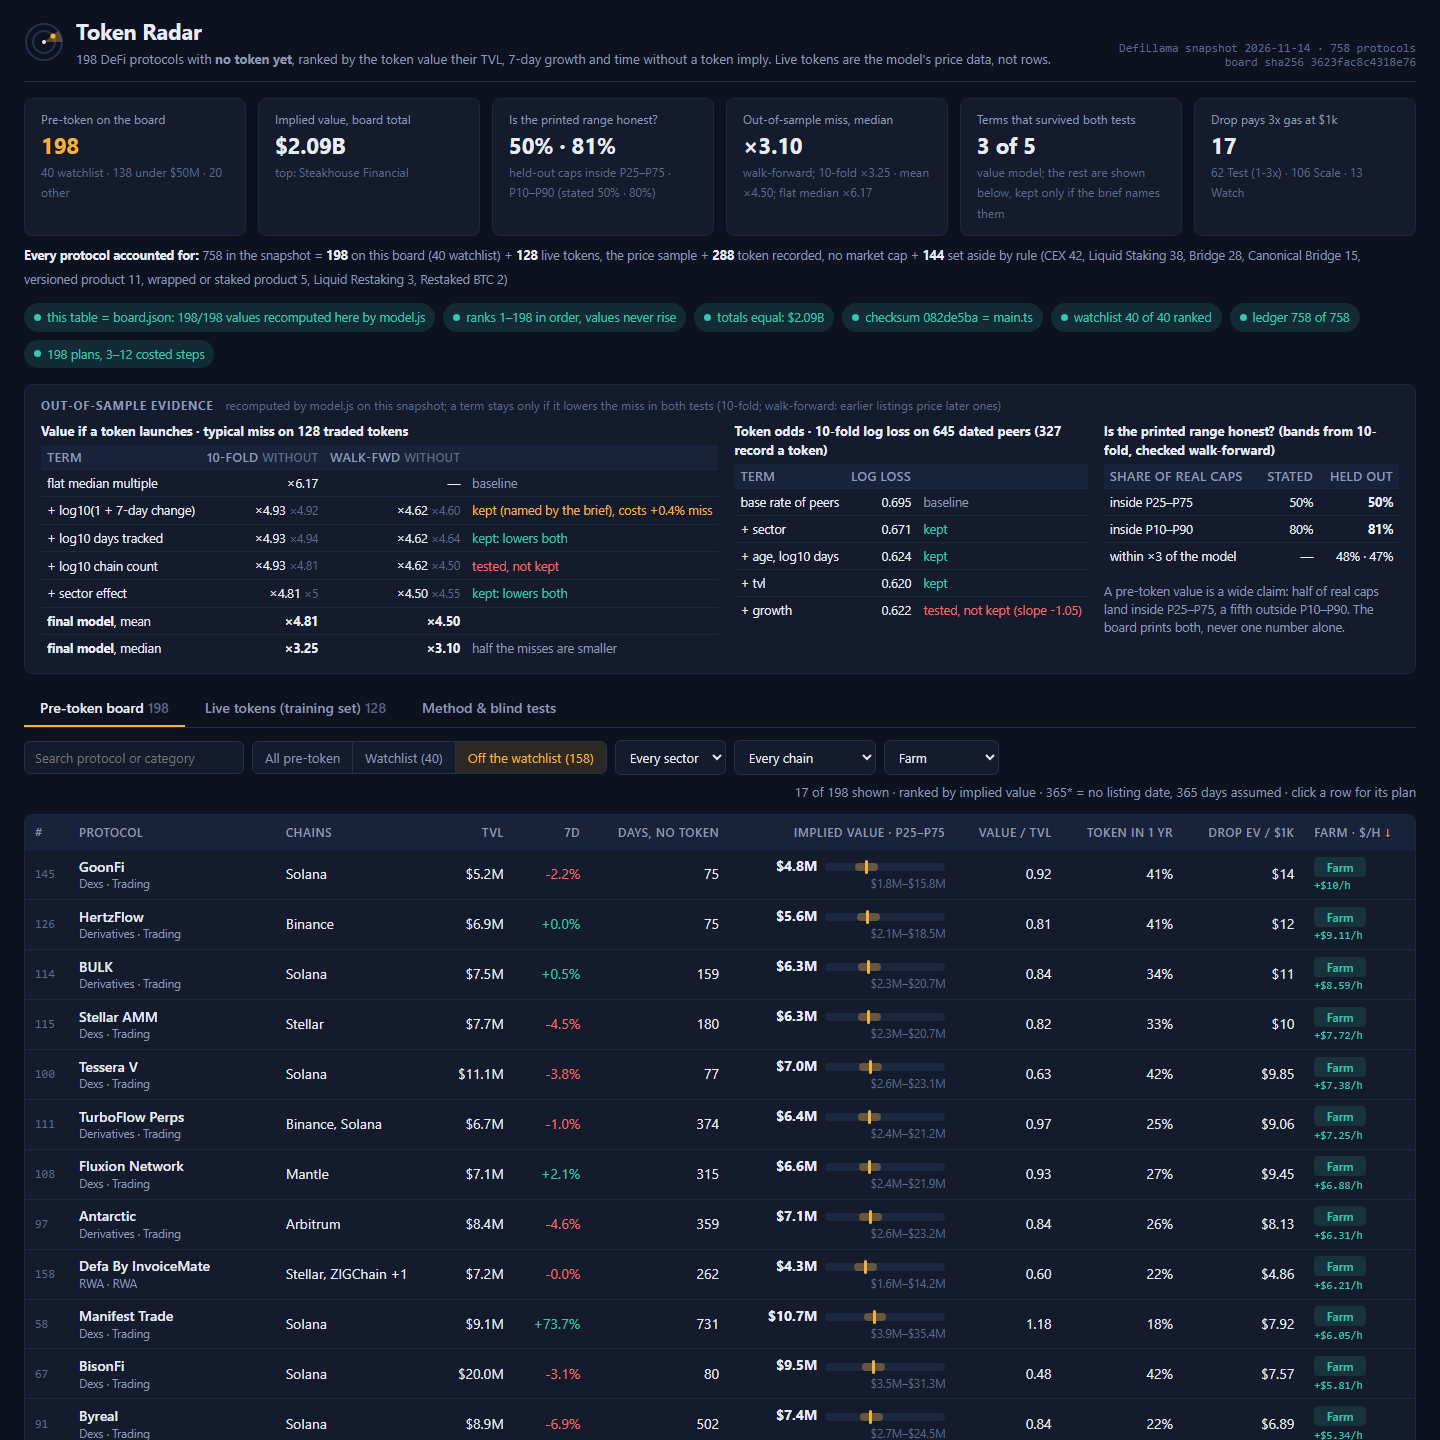 Token Radar
198 DeFi protocols with no token yet, ranked by the token value their TVL, 7-day growth and time without a token imply. Live tokens are the model's price data, not rows.
DefiLlama snapshot 2026-11-14 · 758 protocols
board sha256 3623fac8c4318e76
Pre-token on the board
198
40 watchlist · 138 under $50M · 20
other
Implied value, board total
$2.09B
top: Steakhouse Financial
Is the printed range honest?
50% · 81%
held-out caps inside P25–P75 ·
P10–P90 (stated 50% · 80%)
Out-of-sample miss, median
×3.10
walk-forward; 10-fold ×3.25 · mean
×4.50; flat median ×6.17
Terms that survived both tests
3 of 5
value model; the rest are shown
below, kept only if the brief names
them
Drop pays 3x gas at $1k
17
62 Test (1-3x) · 106 Scale · 13
Watch
Every protocol accounted for: 758 in the snapshot = 198 on this board (40 watchlist) + 128 live tokens, the price sample + 288 token recorded, no market cap + 144 set aside by rule (CEX 42, Liquid Staking 38, Bridge 28, Canonical Bridge 15,
versioned product 11, wrapped or staked product 5, Liquid Restaking 3, Restaked BTC 2)
this table = board.json: 198/198 values recomputed here by model.js
ranks 1–198 in order, values never rise
totals equal: $2.09B
checksum 082de5ba = main.ts
watchlist 40 of 40 ranked
ledger 758 of 758
198 plans, 3–12 costed steps
OUT-OF-SAMPLE EVIDENCE recomputed by model.js on this snapshot; a term stays only if it lowers the miss in both tests (10-fold; walk-forward: earlier listings price later ones)
Value if a token launches · typical miss on 128 traded tokens
TERM 10-FOLD WITHOUT WALK-FWD WITHOUT
flat median multiple ×6.17 — baseline
+ log10(1 + 7-day change) ×4.93 ×4.92 ×4.62 ×4.60 kept (named by the brief), costs +0.4% miss
+ log10 days tracked ×4.93 ×4.94 ×4.62 ×4.64 kept: lowers both
+ log10 chain count ×4.93 ×4.81 ×4.62 ×4.50 tested, not kept
+ sector effect ×4.81 ×5 ×4.50 ×4.55 kept: lowers both
final model, mean ×4.81 ×4.50
final model, median ×3.25 ×3.10 half the misses are smaller
Token odds · 10-fold log loss on 645 dated peers (327
record a token)
TERM LOG LOSS
base rate of peers 0.695 baseline
+ sector 0.671 kept
+ age, log10 days 0.624 kept
+ tvl 0.620 kept
+ growth 0.622 tested, not kept (slope -1.05)
Is the printed range honest? (bands from 10-
fold, checked walk-forward)
SHARE OF REAL CAPS STATED HELD OUT
inside P25–P75 50% 50%
inside P10–P90 80% 81%
within ×3 of the model — 48% · 47%
A pre-token value is a wide claim: half of real caps
land inside P25–P75, a fifth outside P10–P90. The
board prints both, never one number alone.
Pre-token board 198
Live tokens (training set) 128
Method & blind tests
Search protocol or category
All pre-token
Watchlist (40)
Off the watchlist (158)
Every sector
Every chain
Farm
17 of 198 shown · ranked by implied value · 365* = no listing date, 365 days assumed · click a row for its plan
# PROTOCOL CHAINS TVL 7D DAYS, NO TOKEN IMPLIED VALUE · P25–P75 VALUE / TVL TOKEN IN 1 YR DROP EV / $1K FARM · $/H ↓
145 GoonFi Solana $5.2M -2.2% 75 $4.8M 0.92 41% $14 Farm
Dexs · Trading $1.8M–$15.8M +$10/h
126 HertzFlow Binance $6.9M +0.0% 75 $5.6M 0.81 41% $12 Farm
Derivatives · Trading $2.1M–$18.5M +$9.11/h
114 BULK Solana $7.5M +0.5% 159 $6.3M 0.84 34% $11 Farm
Derivatives · Trading $2.3M–$20.7M +$8.59/h
115 Stellar AMM Stellar $7.7M -4.5% 180 $6.3M 0.82 33% $10 Farm
Dexs · Trading $2.3M–$20.7M +$7.72/h
100 Tessera V Solana $11.1M -3.8% 77 $7.0M 0.63 42% $9.85 Farm
Dexs · Trading $2.6M–$23.1M +$7.38/h
111 TurboFlow Perps Binance, Solana $6.7M -1.0% 374 $6.4M 0.97 25% $9.06 Farm
Derivatives · Trading $2.4M–$21.2M +$7.25/h
108 Fluxion Network Mantle $7.1M +2.1% 315 $6.6M 0.93 27% $9.45 Farm
Dexs · Trading $2.4M–$21.9M +$6.88/h
97 Antarctic Arbitrum $8.4M -4.6% 359 $7.1M 0.84 26% $8.13 Farm
Derivatives · Trading $2.6M–$23.2M +$6.31/h
158 Defa By InvoiceMate Stellar, ZIGChain +1 $7.2M -0.0% 262 $4.3M 0.60 22% $4.86 Farm
RWA · RWA $1.6M–$14.2M +$6.21/h
58 Manifest Trade Solana $9.1M +73.7% 731 $10.7M 1.18 18% $7.92 Farm
Dexs · Trading $3.9M–$35.4M +$6.05/h
67 BisonFi Solana $20.0M -3.1% 80 $9.5M 0.48 42% $7.57 Farm
Dexs · Trading $3.5M–$31.3M +$5.81/h
91 Byreal Solana $8.9M -6.9% 502 $7.4M 0.84 22% $6.89 Farm
Dexs · Trading $2.7M–$24.5M +$5.34/h